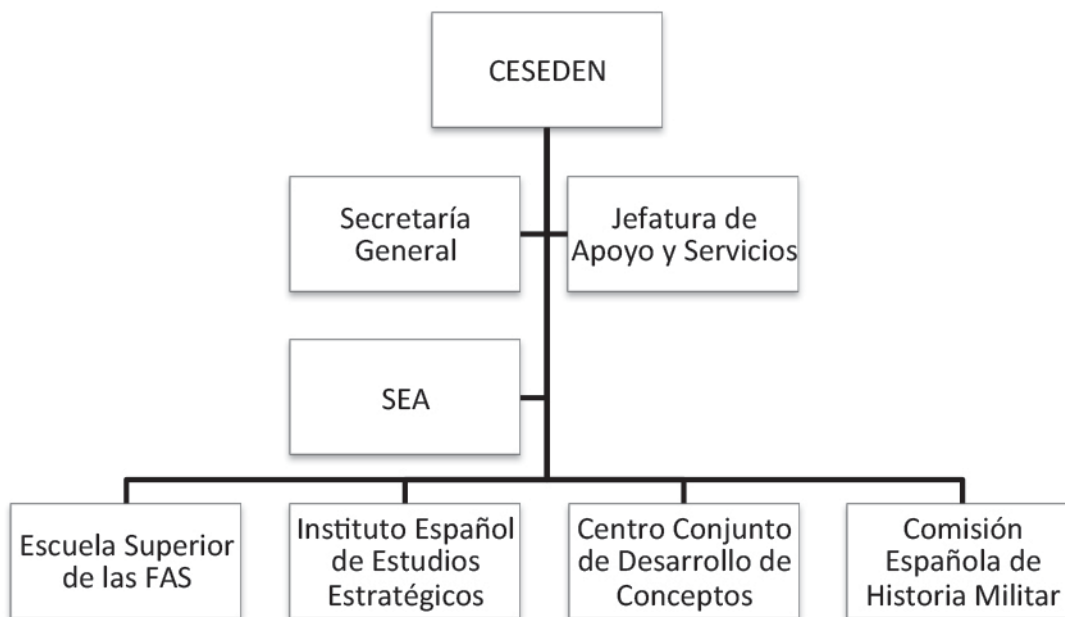 CESEDEN
Secretaría
General
Jefatura de
Apoyo y Servicios
SEA
Escuela Superior
de las FAS
Instituto Español
de Estudios
Estratégicos
Centro Conjunto
de Desarrollo de
Conceptos
Comisión
Española de
Historia Militar